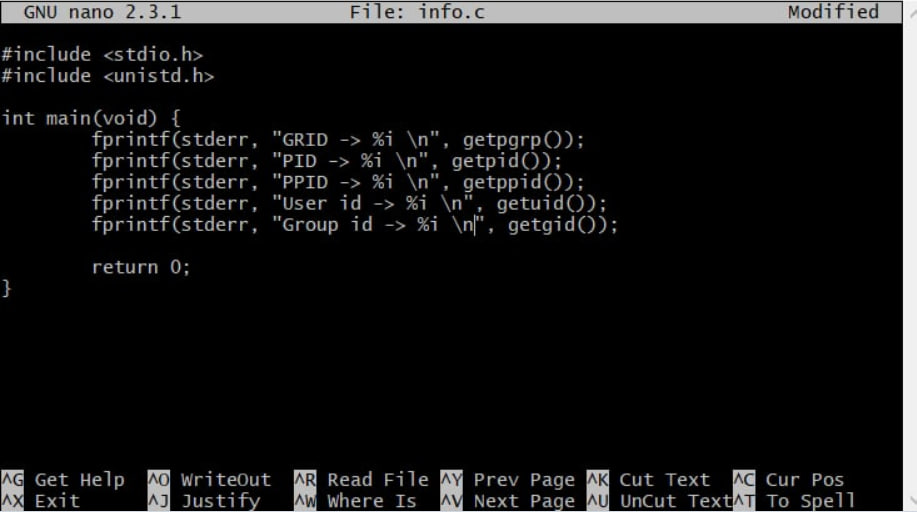 GNU nano 2.3.1 File: info.c Modified
#include <stdio.h>
#include <unistd.h>
int main(void) {
fprintf(stderr, "GRID -> %i \n", getpgrp());
fprintf(stderr, "PID -> %i \n", getpid());
fprintf(stderr, "PPID -> %i \n", getppid());
fprintf(stderr, "User id -> %i \n", getuid());
fprintf(stderr, "Group id -> %i \n", getgid());
return 0;
}
^G Get Help ^O WriteOut ^R Read File ^Y Prev Page ^K Cut Text ^C Cur Pos
^X Exit ^J Justify ^W Where Is ^V Next Page ^U UnCut Text ^T To Spell